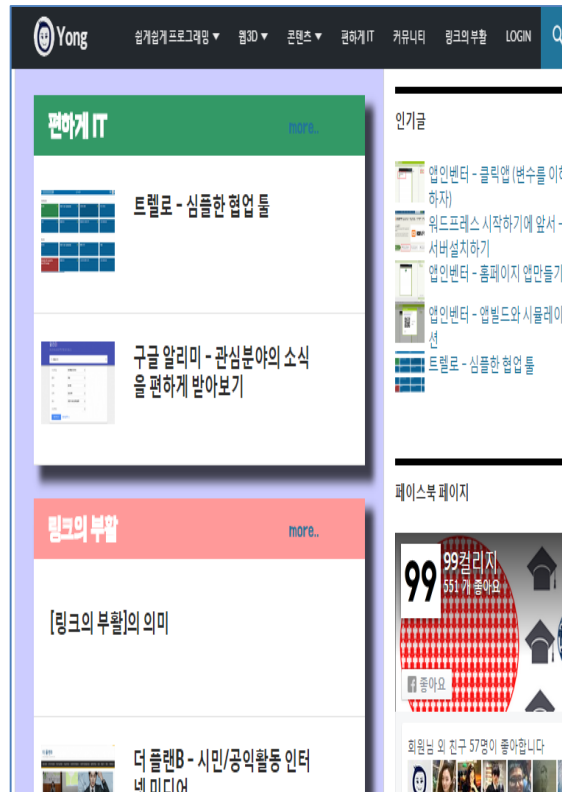 Yong 쉽게쉽게 프로그래밍 ▼ 웹3D ▼ 콘텐츠 ▼ 편하게 IT 커뮤니티 링크의 부활 LOGIN
편하게 IT more..
트렐로 – 심플한 협업 툴
구글 알리미 – 관심분야의 소식
을 편하게 받아보기
링크의 부활 more..
[링크의 부활]의 의미
더 플랜B – 시민/공익활동 인터
넷 미디어
인기글
앱인벤터 – 클릭앱 (변수를 이해
하자)
워드프레스 시작하기에 앞서 –
서버설치하기
앱인벤터 – 홈페이지 앱만들기
앱인벤터 – 앱빌드와 시뮬레이
션
트렐로 – 심플한 협업 툴
페이스북 페이지
99
99컬리지
551 개 좋아요
좋아요
회원님 외 친구 57명이 좋아합니다